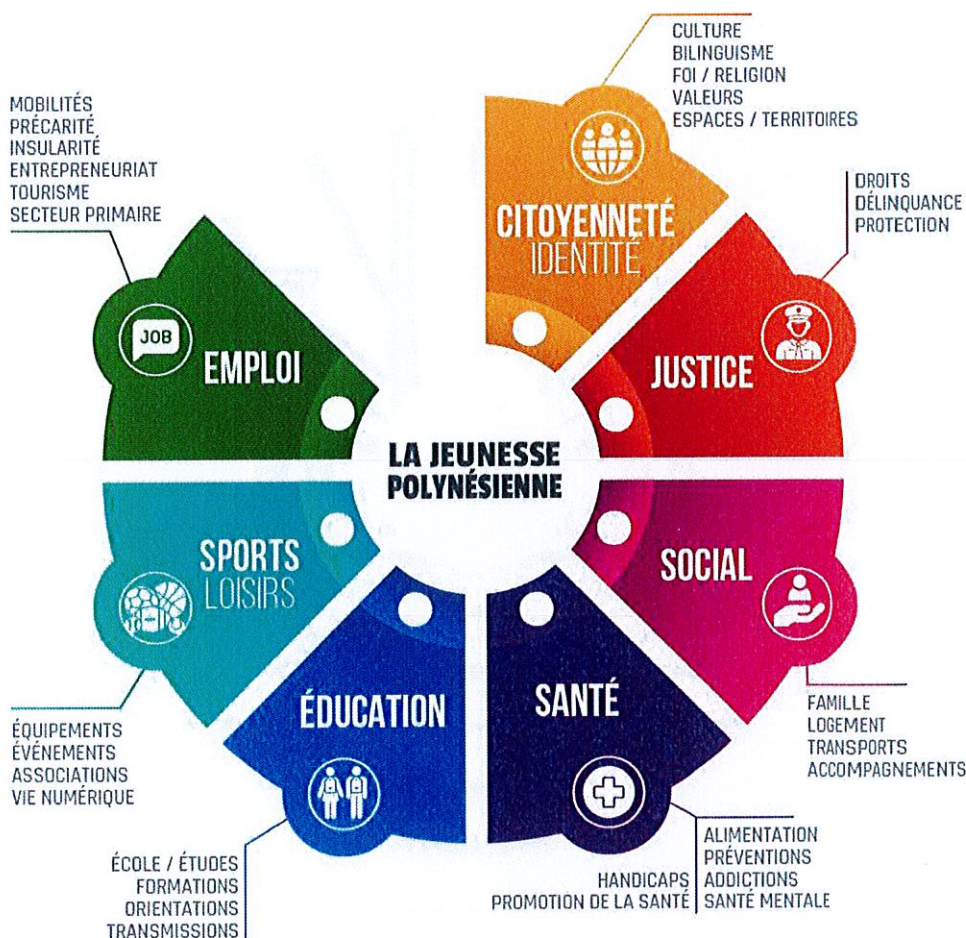 CULTURE
BILINGUISME
FOI / RELIGION
VALEURS
ESPACES / TERRITOIRES
MOBILITÉS
PRÉCARITÉ
INSULARITÉ
ENTREPRENEURIAT
TOURISME
SECTEUR PRIMAIRE
DROITS
DÉLINQUANCE
PROTECTION
CITOYENNETÉ
IDENTITÉ
JOB
EMPLOI
JUSTICE
LA JEUNESSE
POLYNÉSIENNE
SPORTS
LOISIRS
SOCIAL
ÉDUCATION
SANTÉ
ÉQUIPEMENTS
ÉVÉNEMENTS
ASSOCIATIONS
VIE NUMÉRIQUE
FAMILLE
LOGEMENT
TRANSPORTS
ACCOMPAGNEMENTS
ÉCOLE / ÉTUDES
FORMATIONS
ORIENTATIONS
TRANSMISSIONS
HANDICAPS
PROMOTION DE LA SANTÉ
ALIMENTATION
PRÉVENTIONS
ADDICTIONS
SANTÉ MENTALE